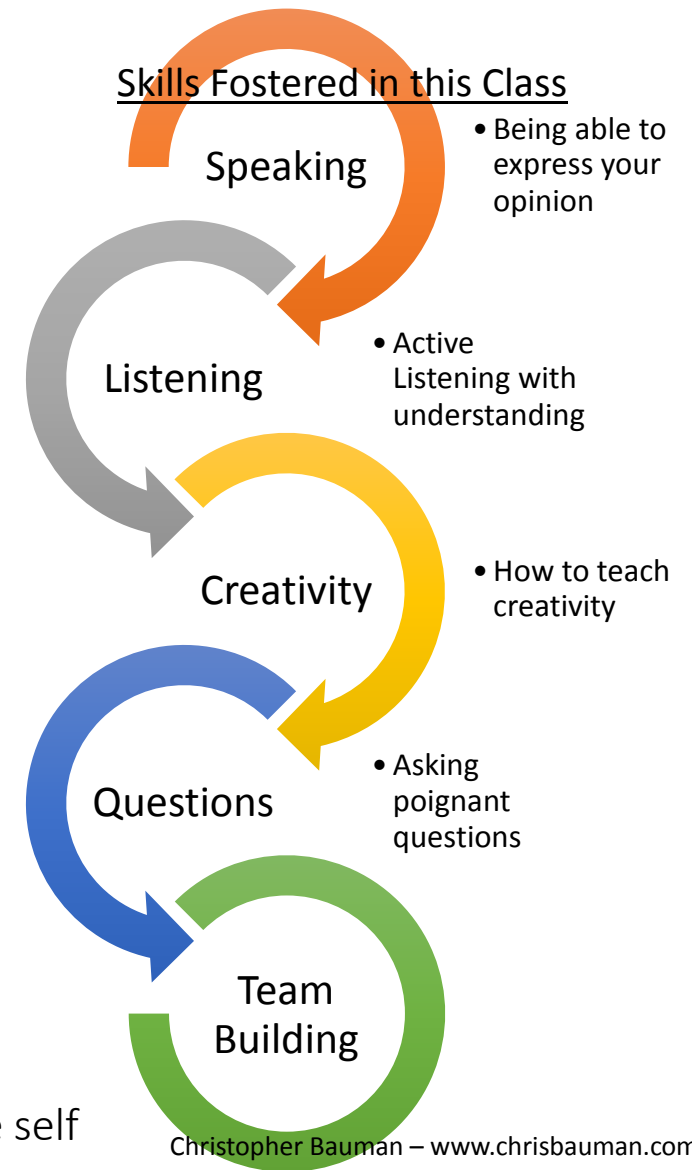 Skills Fostered in this Class
Speaking
• Being able to
express your
opinion
Listening
• Active
Listening with
understanding
Creativity
• How to teach
creativity
Questions
• Asking
poignant
questions
Team
Building
self
Christopher Bauman – www.chrisbauman.com